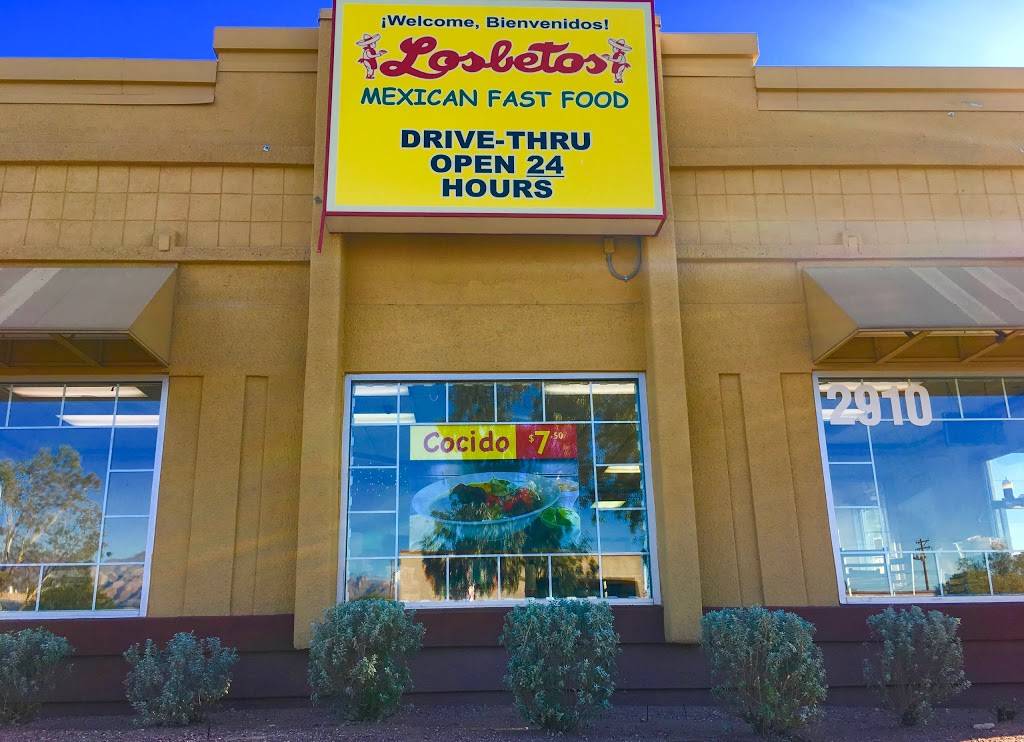 ¡Welcome, Bienvenidos!
Losbetos
MEXICAN FAST FOOD
DRIVE-THRU
OPEN 24
HOURS
Cocido $7.50
2910